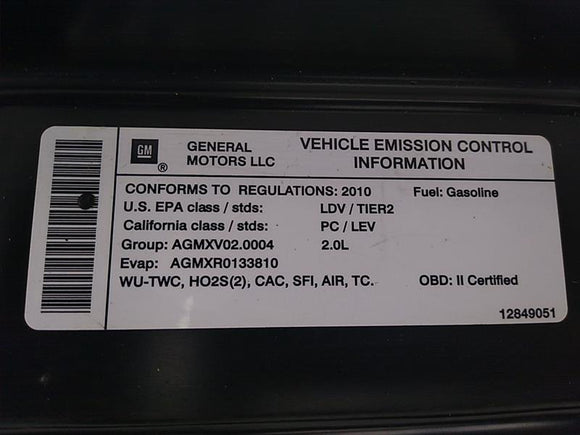 GM ® GENERAL MOTORS LLC
VEHICLE EMISSION CONTROL
INFORMATION
CONFORMS TO REGULATIONS: 2010 Fuel: Gasoline
U.S. EPA class / stds: LDV / TIER2
California class / stds: PC / LEV
Group: AGMXV02.0004 2.0L
Evap: AGMXR0133810
WU-TWC, HO2S(2), CAC, SFI, AIR, TC. OBD: II Certified
12849051